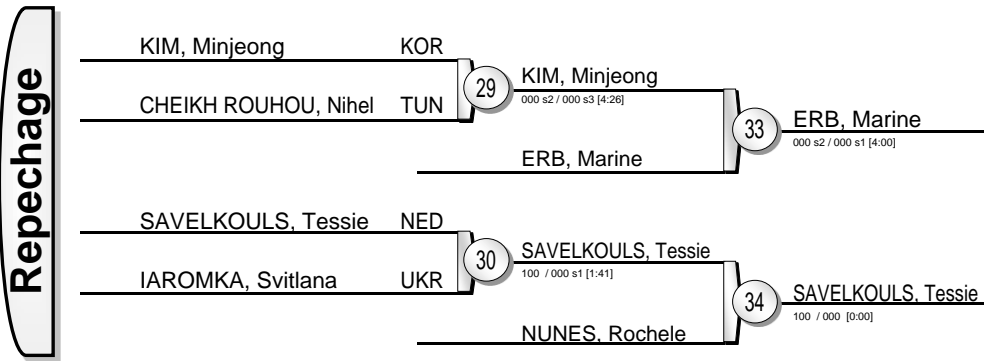 Repechage
KIM, Minjeong KOR
CHEIKH ROUHOU, Nihel TUN
29
KIM, Minjeong
000 s2 / 000 s3 [4:26]
ERB, Marine
33
ERB, Marine
000 s2 / 000 s1 [4:00]
SAVELKOULS, Tessie NED
IAROMKA, Svitlana UKR
30
SAVELKOULS, Tessie
100 / 000 s1 [1:41]
NUNES, Rochele
34
SAVELKOULS, Tessie
100 / 000 [0:00]